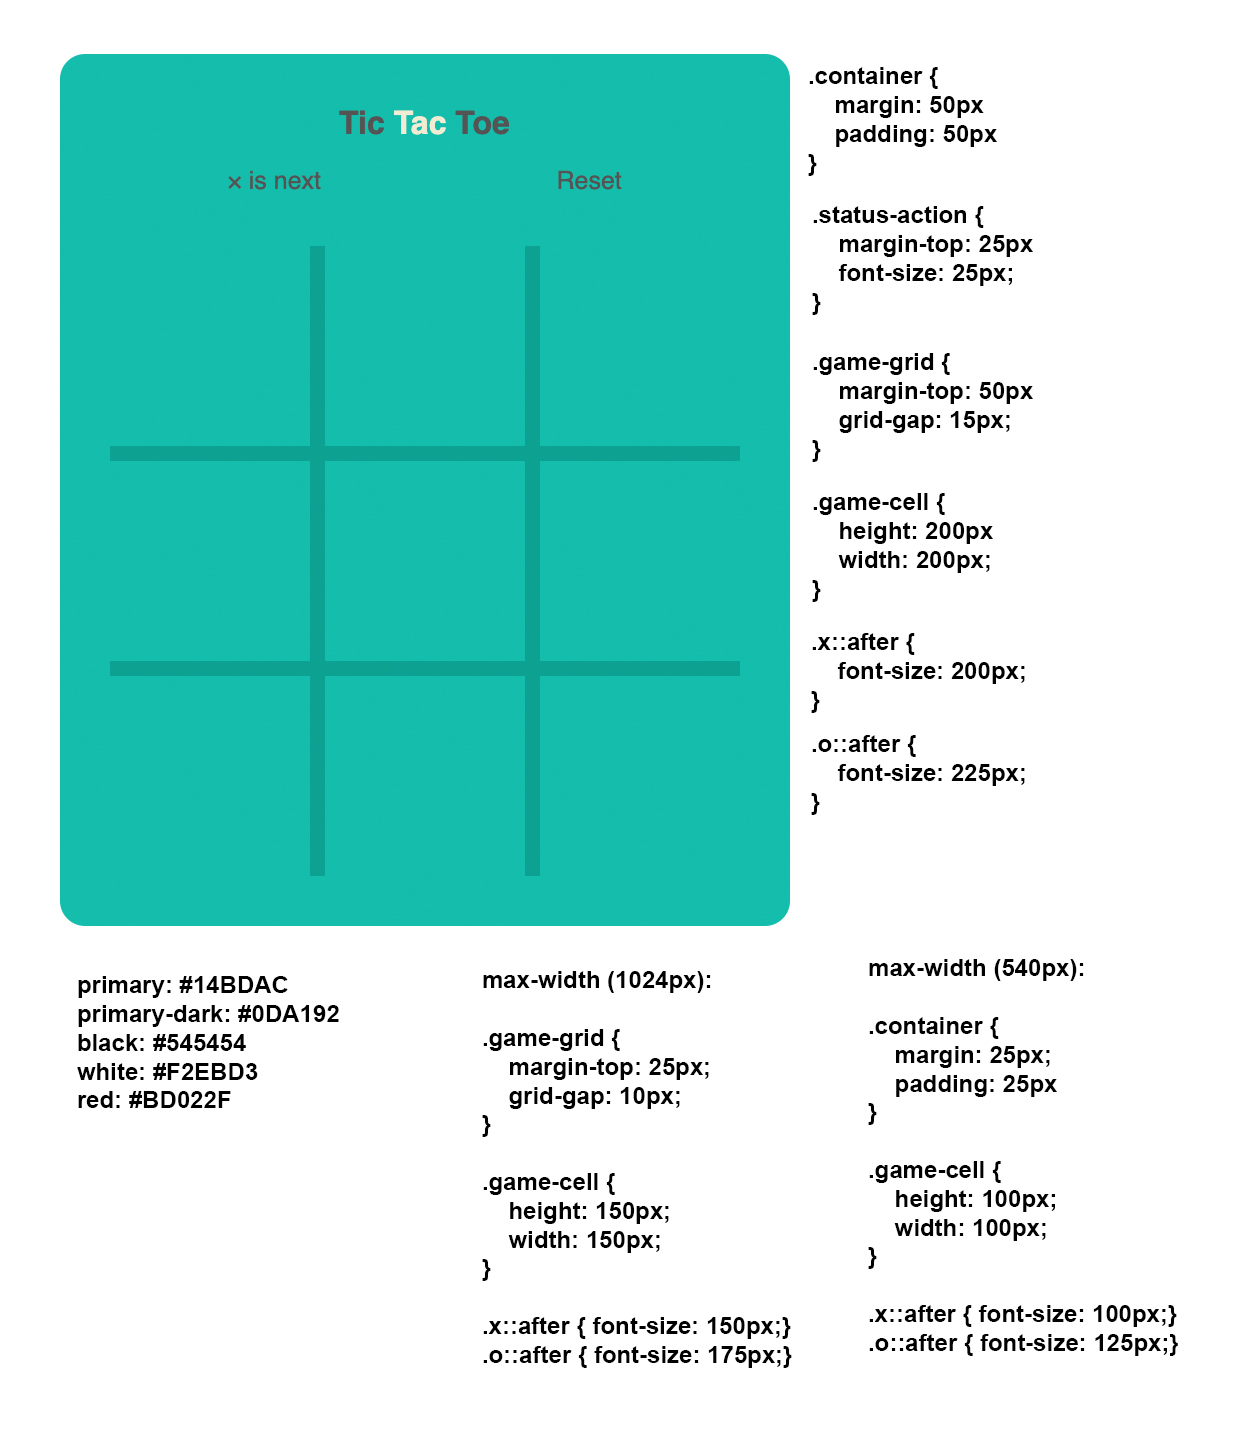 Tic Tac Toe
× is next
Reset
.container {
margin: 50px
padding: 50px
}
.status-action {
margin-top: 25px
font-size: 25px;
}
.game-grid {
margin-top: 50px
grid-gap: 15px;
}
.game-cell {
height: 200px
width: 200px;
}
.x::after {
font-size: 200px;
}
.o::after {
font-size: 225px;
}
primary: #14BDAC
primary-dark: #0DA192
black: #545454
white: #F2EBD3
red: #BD022F
max-width (1024px):
.game-grid {
margin-top: 25px;
grid-gap: 10px;
}
.game-cell {
height: 150px;
width: 150px;
}
.x::after { font-size: 150px;}
.o::after { font-size: 175px;}
max-width (540px):
.container {
margin: 25px;
padding: 25px
}
.game-cell {
height: 100px;
width: 100px;
}
.x::after { font-size: 100px;}
.o::after { font-size: 125px;}